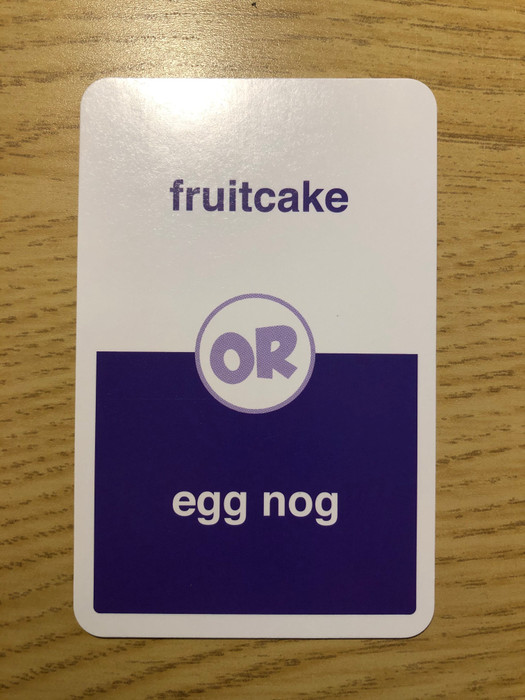 fruitcake
OR
egg nog